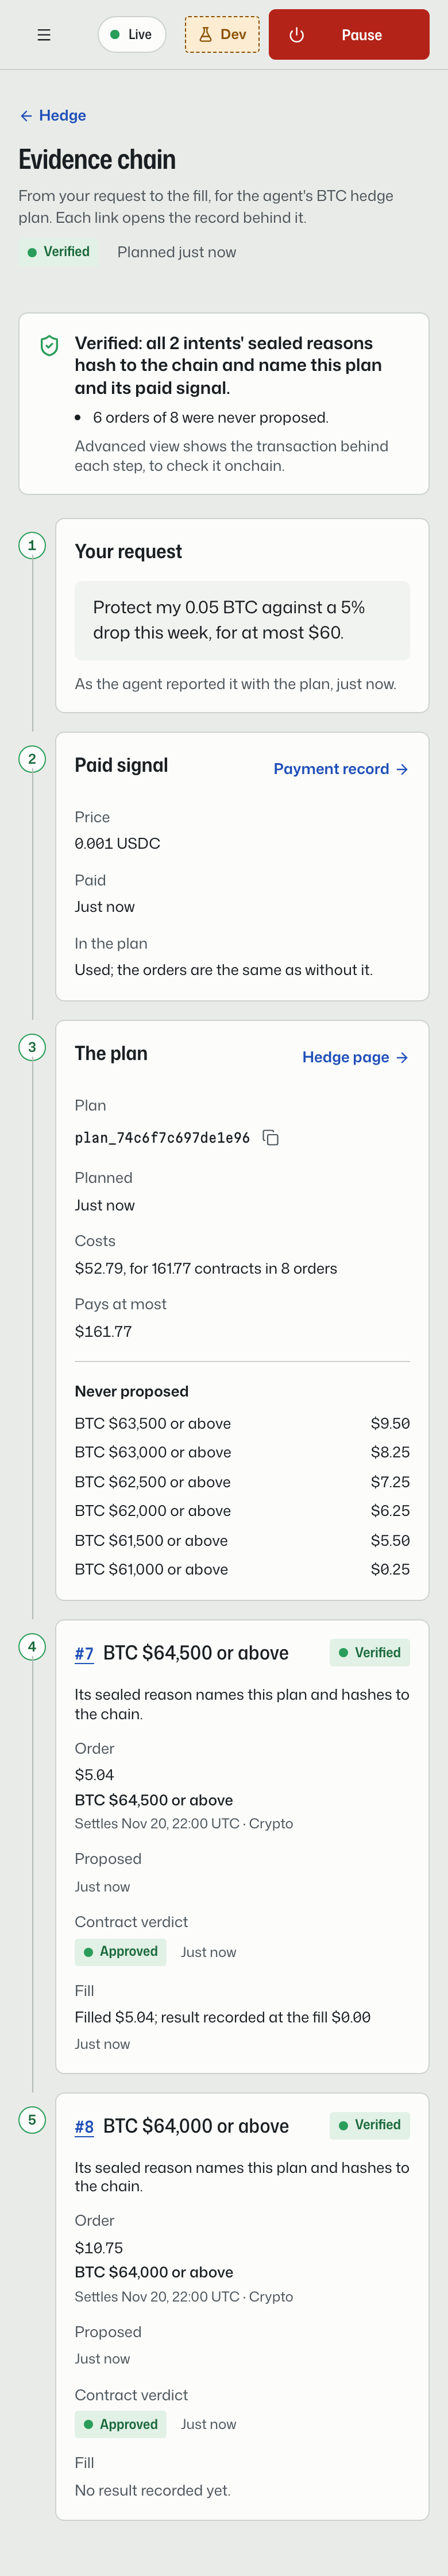 Live
Dev
Pause
Hedge
Evidence chain
From your request to the fill, for the agent's BTC hedge
plan. Each link opens the record behind it.
Verified
Planned just now
Verified: all 2 intents' sealed reasons
hash to the chain and name this plan
and its paid signal.
• 6 orders of 8 were never proposed.
Advanced view shows the transaction behind
each step, to check it onchain.
1
Your request
Protect my 0.05 BTC against a 5%
drop this week, for at most $60.
As the agent reported it with the plan, just now.
2
Paid signal
Payment record
Price
0.001 USDC
Paid
Just now
In the plan
Used; the orders are the same as without it.
3
The plan
Hedge page
Plan
plan_74c6f7c697de1e96
Planned
Just now
Costs
$52.79, for 161.77 contracts in 8 orders
Pays at most
$161.77
Never proposed
BTC $63,500 or above $9.50
BTC $63,000 or above $8.25
BTC $62,500 or above $7.25
BTC $62,000 or above $6.25
BTC $61,500 or above $5.50
BTC $61,000 or above $0.25
4
#7 BTC $64,500 or above
Verified
Its sealed reason names this plan and hashes to
the chain.
Order
$5.04
BTC $64,500 or above
Settles Nov 20, 22:00 UTC · Crypto
Proposed
Just now
Contract verdict
Approved
Just now
Fill
Filled $5.04; result recorded at the fill $0.00
Just now
5
#8 BTC $64,000 or above
Verified
Its sealed reason names this plan and hashes to
the chain.
Order
$10.75
BTC $64,000 or above
Settles Nov 20, 22:00 UTC · Crypto
Proposed
Just now
Contract verdict
Approved
Just now
Fill
No result recorded yet.